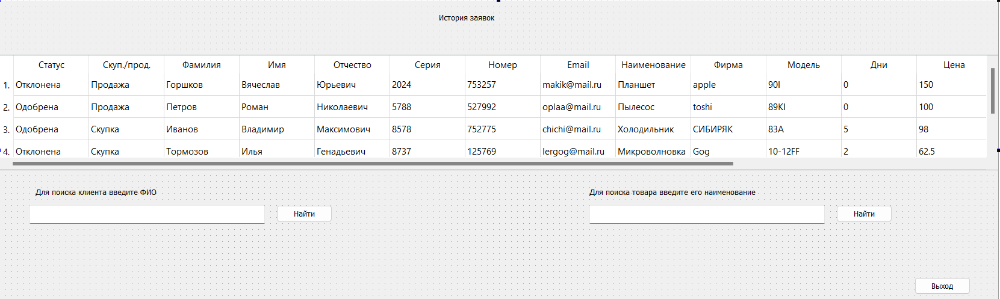 История заявок
Статус Скуп./прод. Фамилия Имя Отчество Серия Номер Email Наименование Фирма Модель Дни Цена
1. Отклонена Продажа Горшков Вячеслав Юрьевич 2024 753257 makik@mail.ru Планшет apple 90I 0 150
2. Одобрена Продажа Петров Роман Николаевич 5788 527992 oplaa@mail.ru Пылесос toshi 89KI 0 100
3. Одобрена Скупка Иванов Владимир Максимович 8578 752775 chichi@mail.ru Холодильник СИБИРЯК 83А 5 98
4. Отклонена Скупка Тормозов Илья Генадьевич 8737 125769 lergog@mail.ru Микроволновка Gog 10-12FF 2 62.5
Для поиска клиента введите ФИО Для поиска товара введите его наименование
Найти Найти
Выход